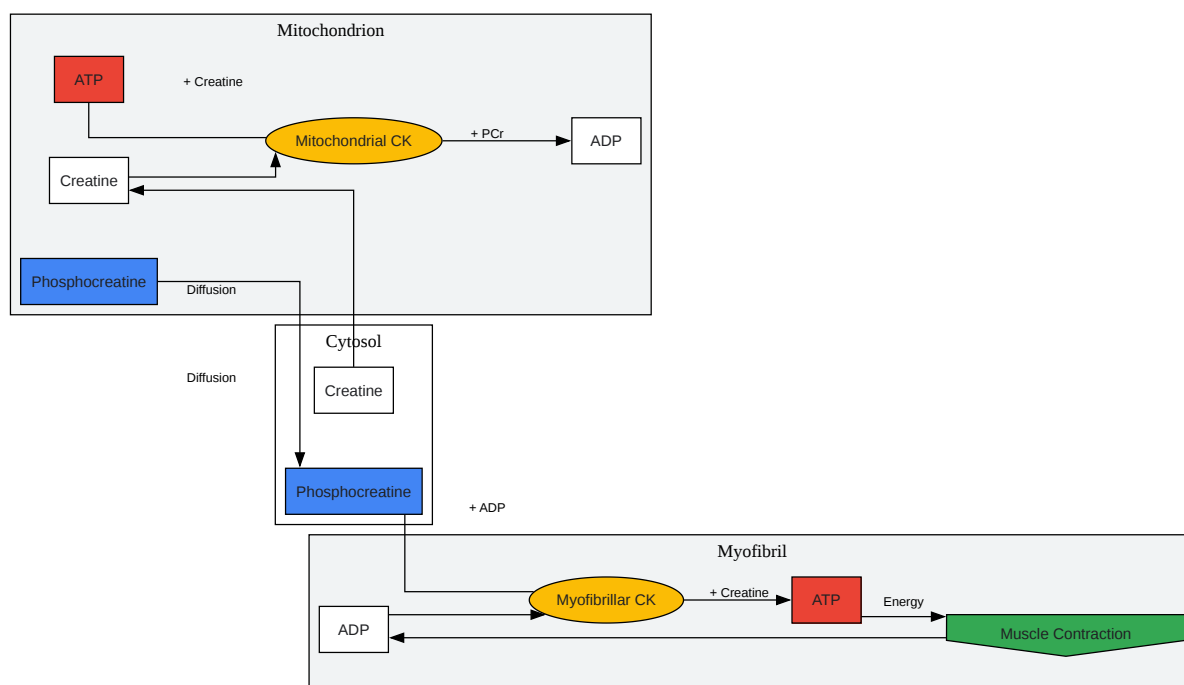 Mitochondrion
ATP
+ Creatine
Mitochondrial CK
+ PCr
ADP
Creatine
Phosphocreatine
Diffusion
Cytosol
Diffusion
Creatine
Phosphocreatine
+ ADP
Myofibril
Myofibrillar CK
+ Creatine
ATP
Energy
ADP
Muscle Contraction